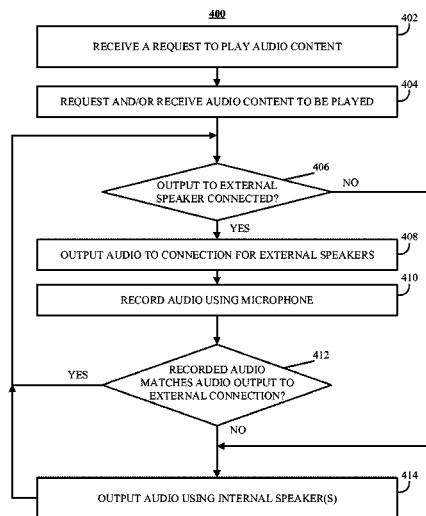 400
402
RECEIVE A REQUEST TO PLAY AUDIO CONTENT
404
REQUEST AND/OR RECEIVE AUDIO CONTENT TO BE PLAYED
406
OUTPUT TO EXTERNAL
SPEAKER CONNECTED?
NO
YES
408
OUTPUT AUDIO TO CONNECTION FOR EXTERNAL SPEAKERS
410
RECORD AUDIO USING MICROPHONE
412
RECORDED AUDIO
MATCHES AUDIO OUTPUT TO
EXTERNAL CONNECTION?
YES
NO
414
OUTPUT AUDIO USING INTERNAL SPEAKER(S)